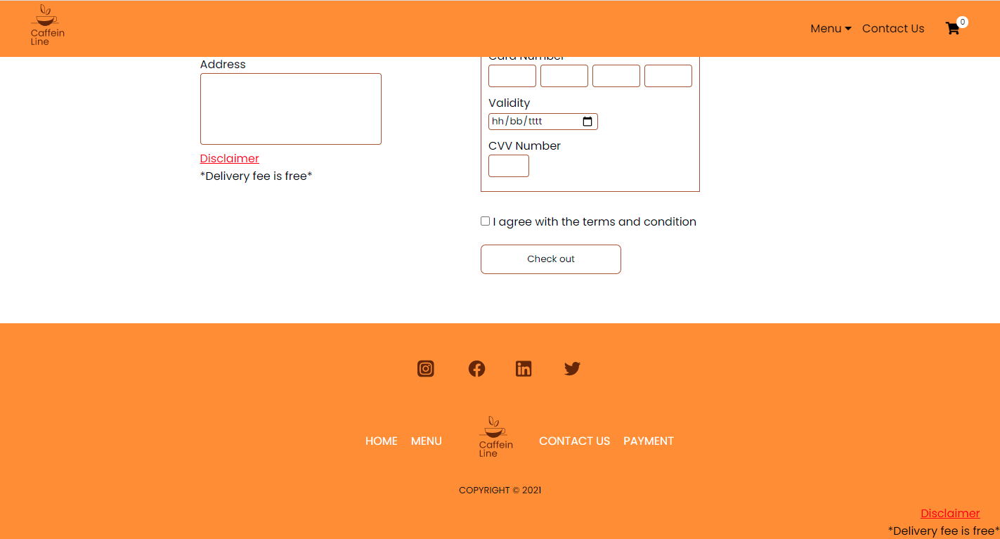 Caffein
Line
Menu
Contact Us
0
Address
Disclaimer
*Delivery fee is free*
Card Number
Validity
hh/bb/tttt
CVV Number
I agree with the terms and condition
Check out
HOME
MENU
Caffein
Line
CONTACT US
PAYMENT
COPYRIGHT © 2021
Disclaimer
*Delivery fee is free*